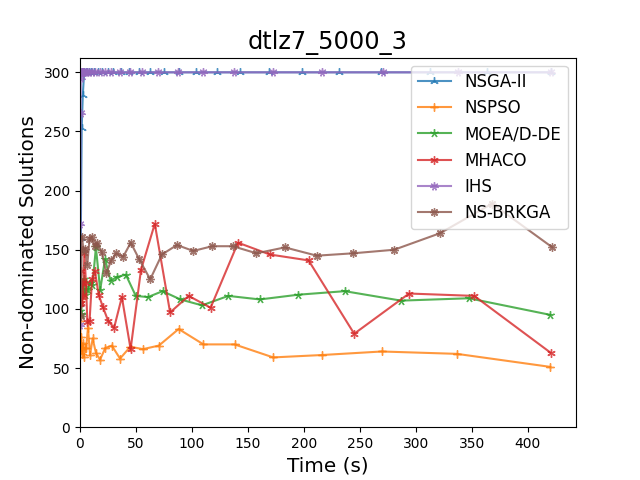 dtlz7_5000_3
Non-dominated Solutions
300
250
200
150
100
50
0
0 50 100 150 200 250 300 350 400
Time (s)
NSGA-II
NSPSO
MOEA/D-DE
MHACO
IHS
NS-BRKGA